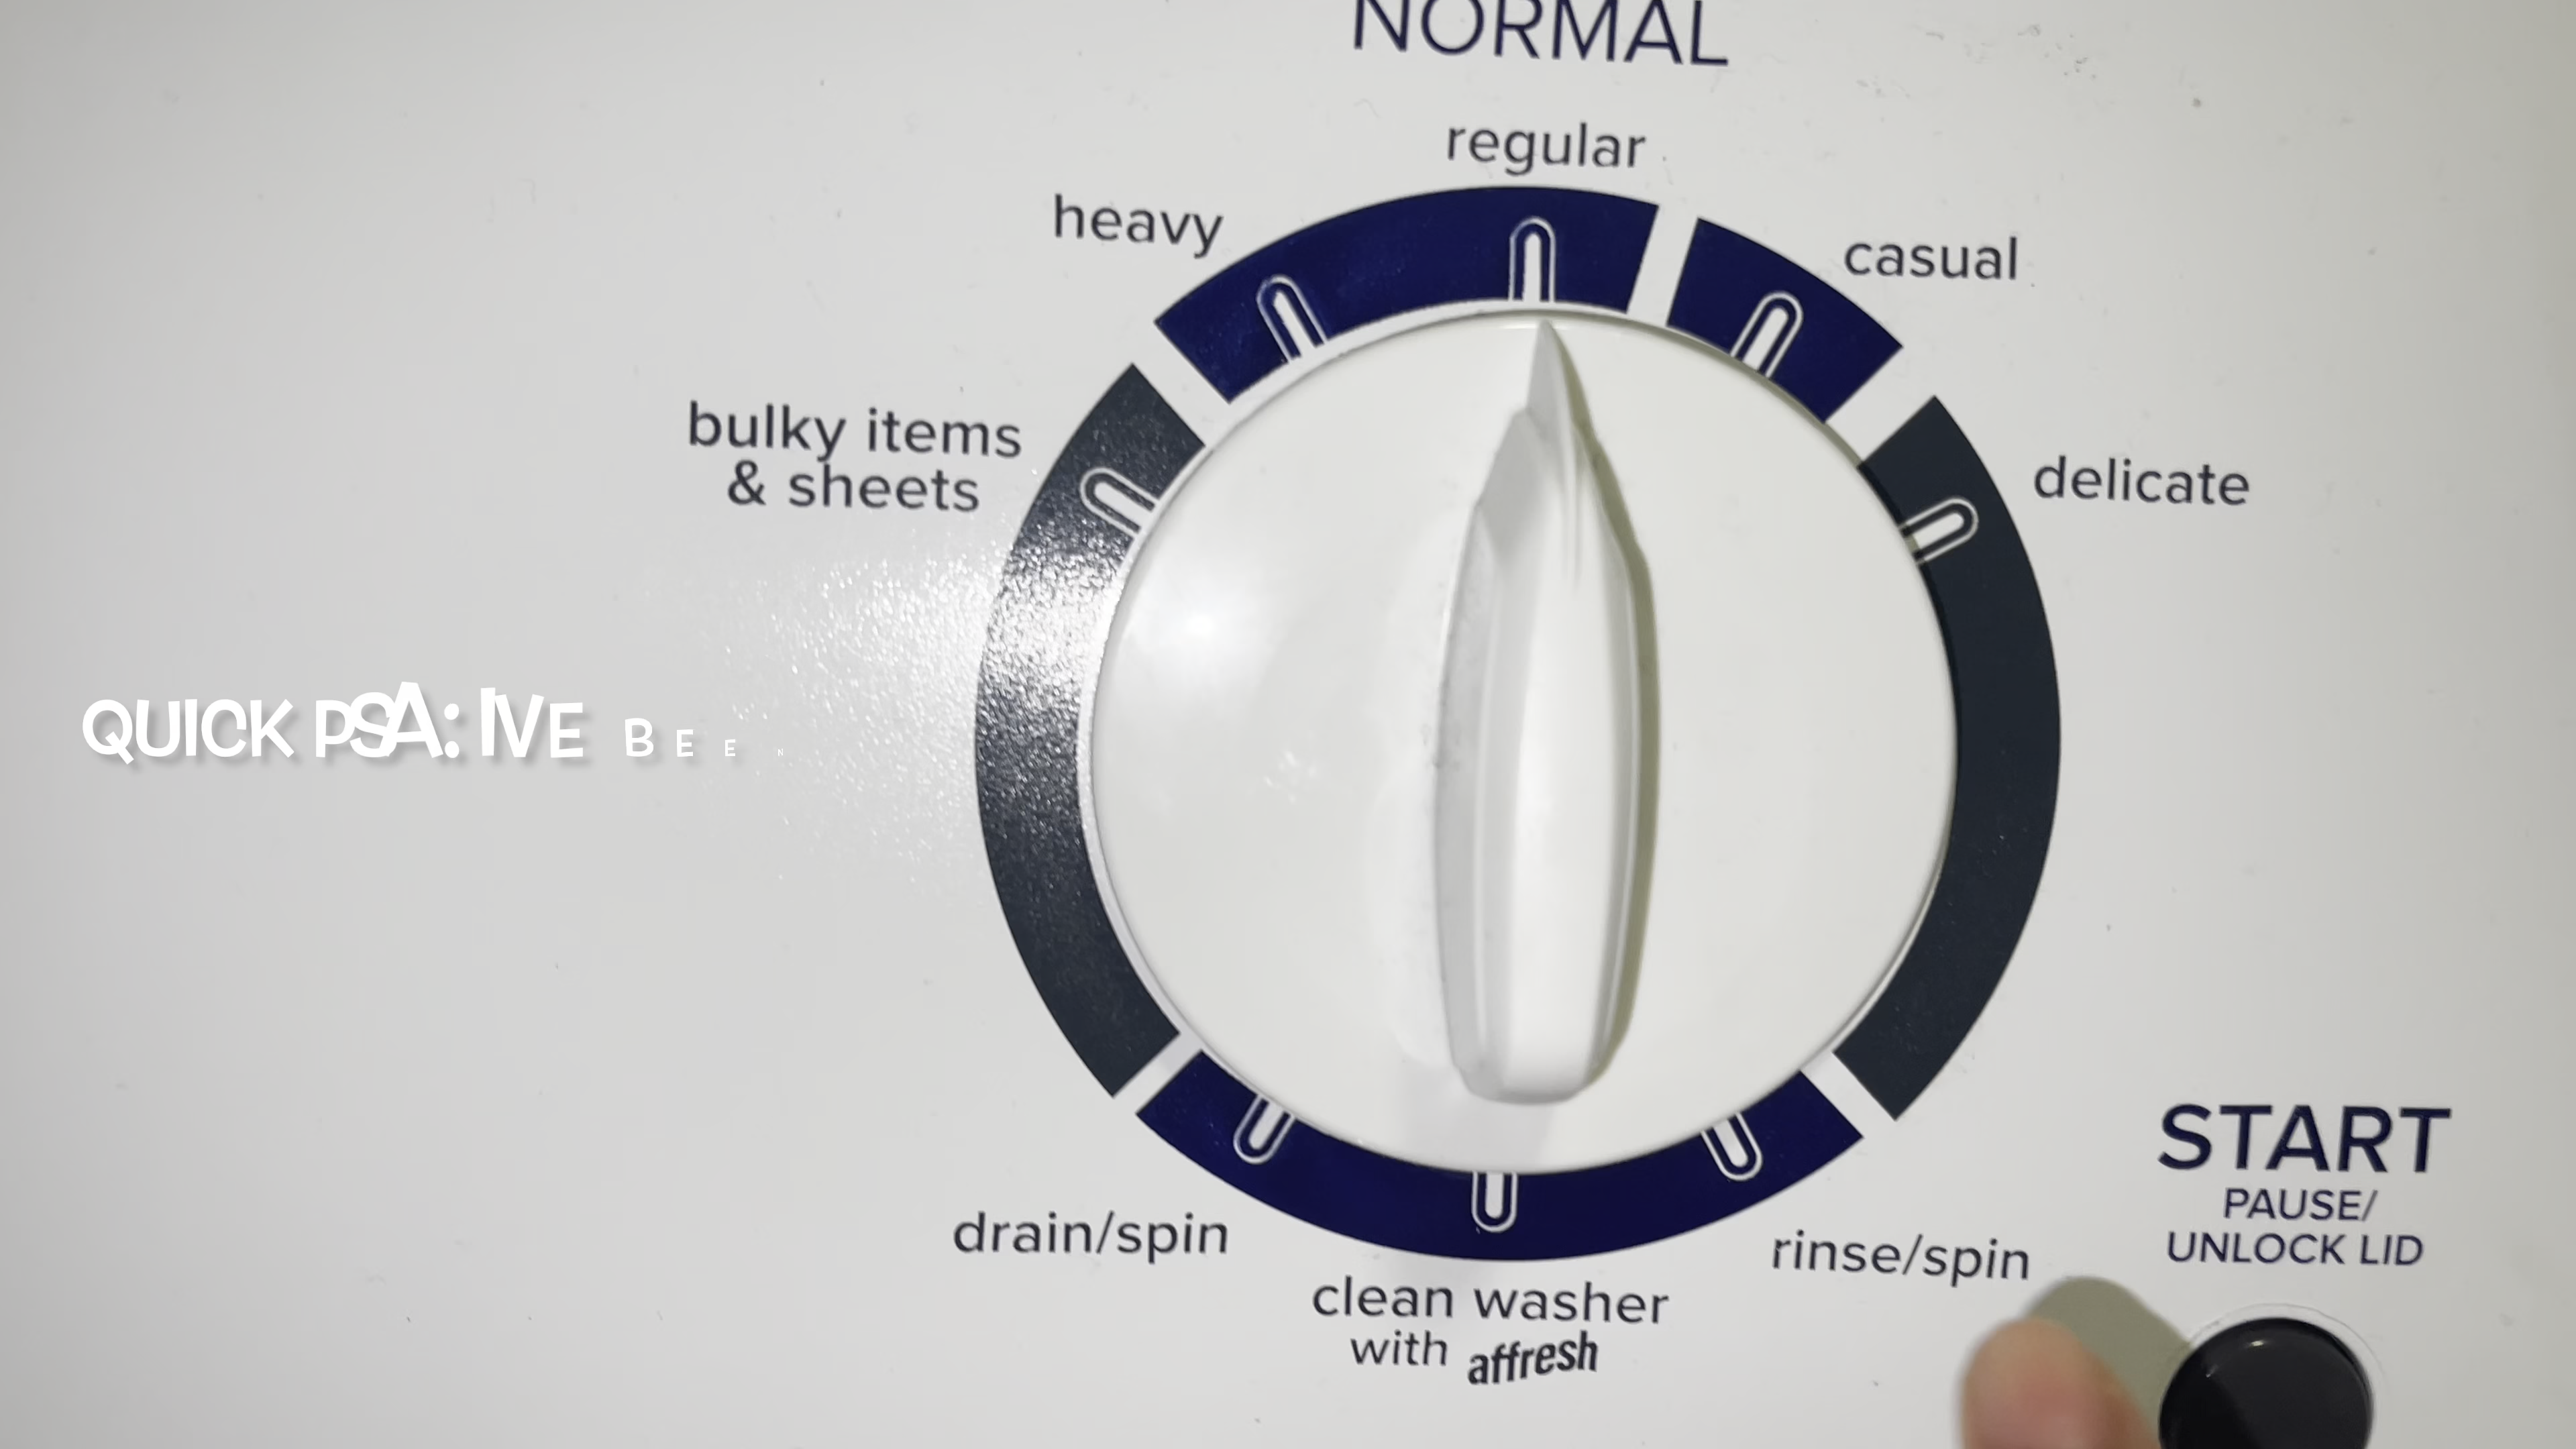 NORMAL
regular
heavy
casual
bulky items
& sheets
delicate
QUICK PSA: IVE BEEN
drain/spin
clean washer
with affresh
rinse/spin
START
PAUSE/
UNLOCK LID